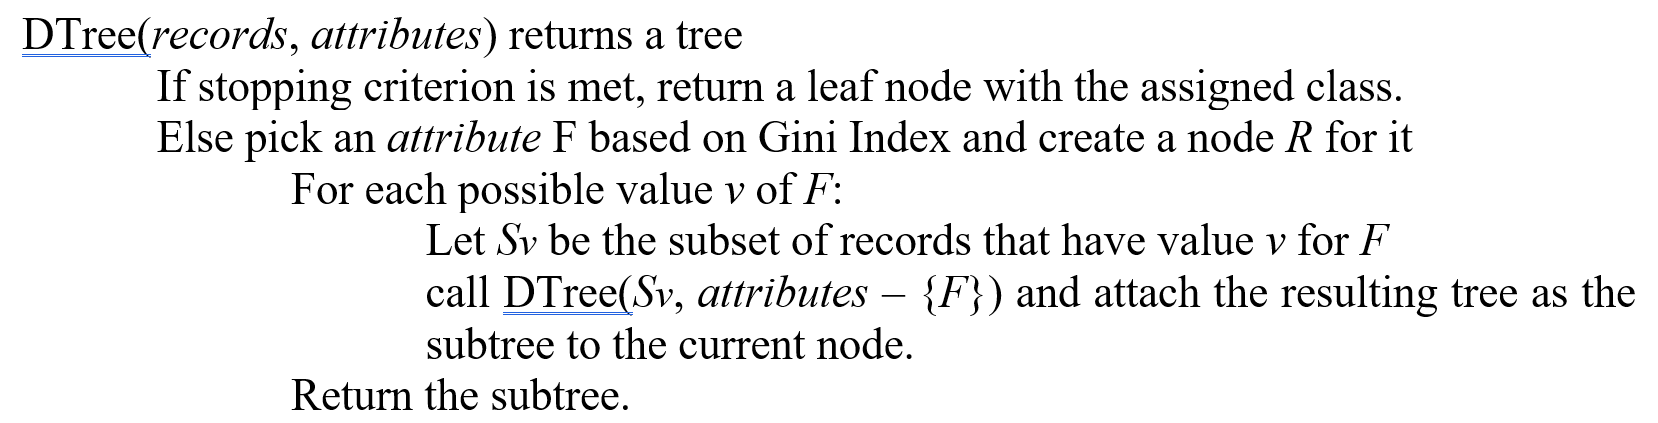 DTree(records, attributes) returns a tree
If stopping criterion is met, return a leaf node with the assigned class.
Else pick an attribute F based on Gini Index and create a node R for it
For each possible value v of F:
Let Sv be the subset of records that have value v for F
call DTree(Sv, attributes – {F}) and attach the resulting tree as the
subtree to the current node.
Return the subtree.